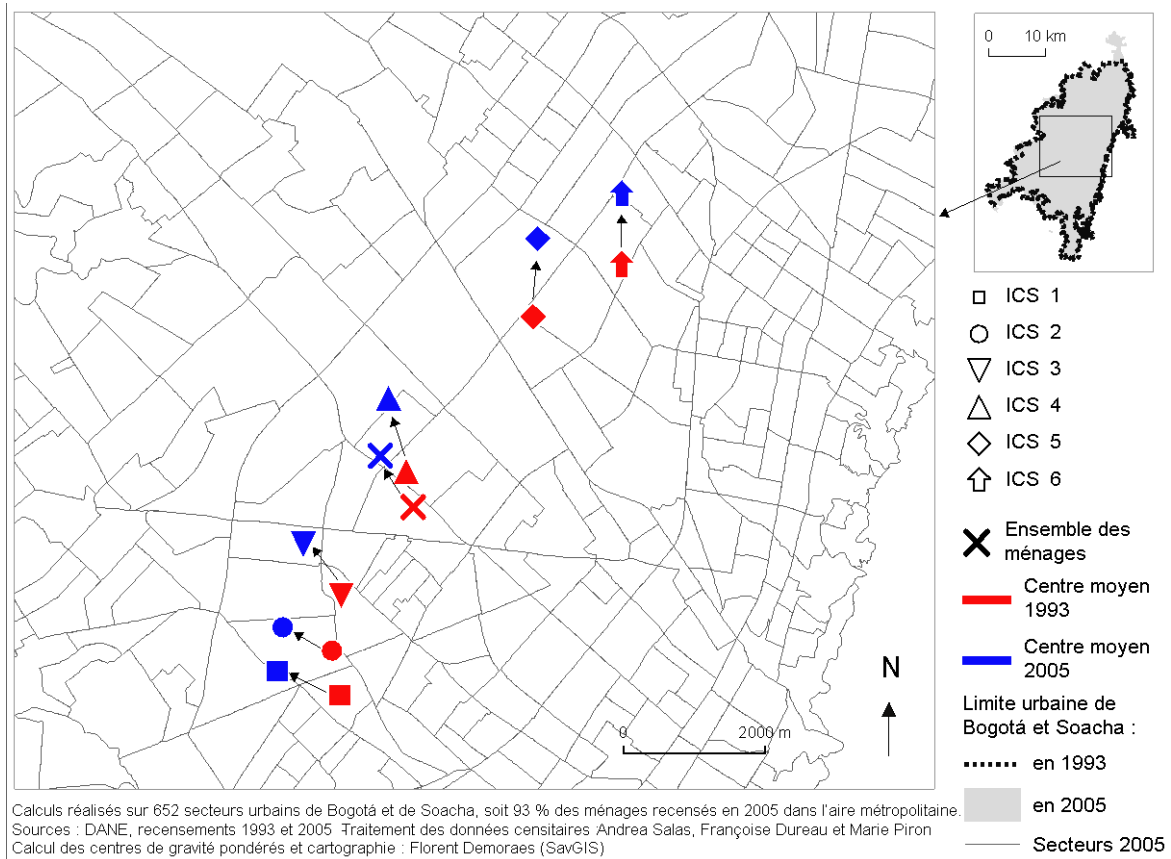 0 10 km
ICS 1
ICS 2
ICS 3
ICS 4
ICS 5
ICS 6
Ensemble des
ménages
Centre moyen
1993
Centre moyen
2005
Limite urbaine de
Bogotá et Soacha :
en 1993
en 2005
Secteurs 2005
N
0 2000 m
Calculs réalisés sur 652 secteurs urbains de Bogotá et de Soacha, soit 93 % des ménages recensés en 2005 dans l'aire métropolitaine.
Sources : DANE, recensements 1993 et 2005 Traitement des données censitaires :Andrea Salas, Françoise Dureau et Marie Piron
Calcul des centres de gravité pondérés et cartographie : Florent Demoraes (SavGIS)